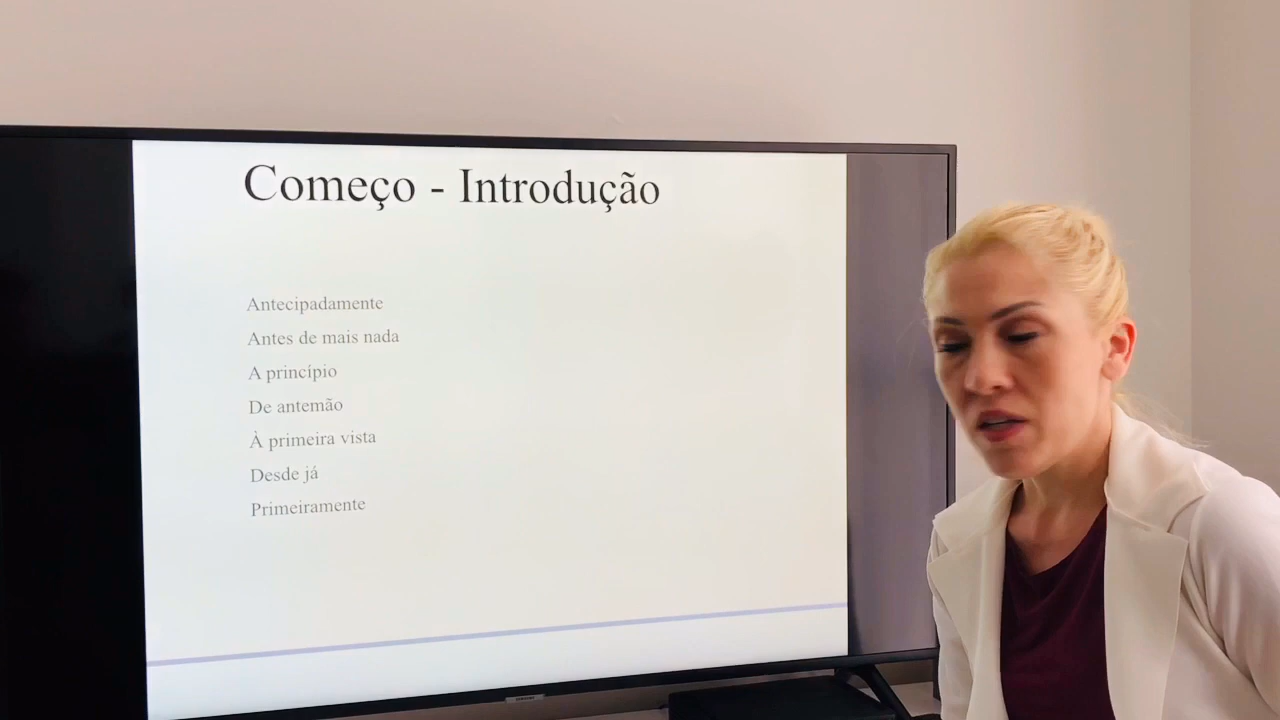 Começo - Introdução
Antecipadamente
Antes de mais nada
A princípio
De antemão
À primeira vista
Desde já
Primeiramente